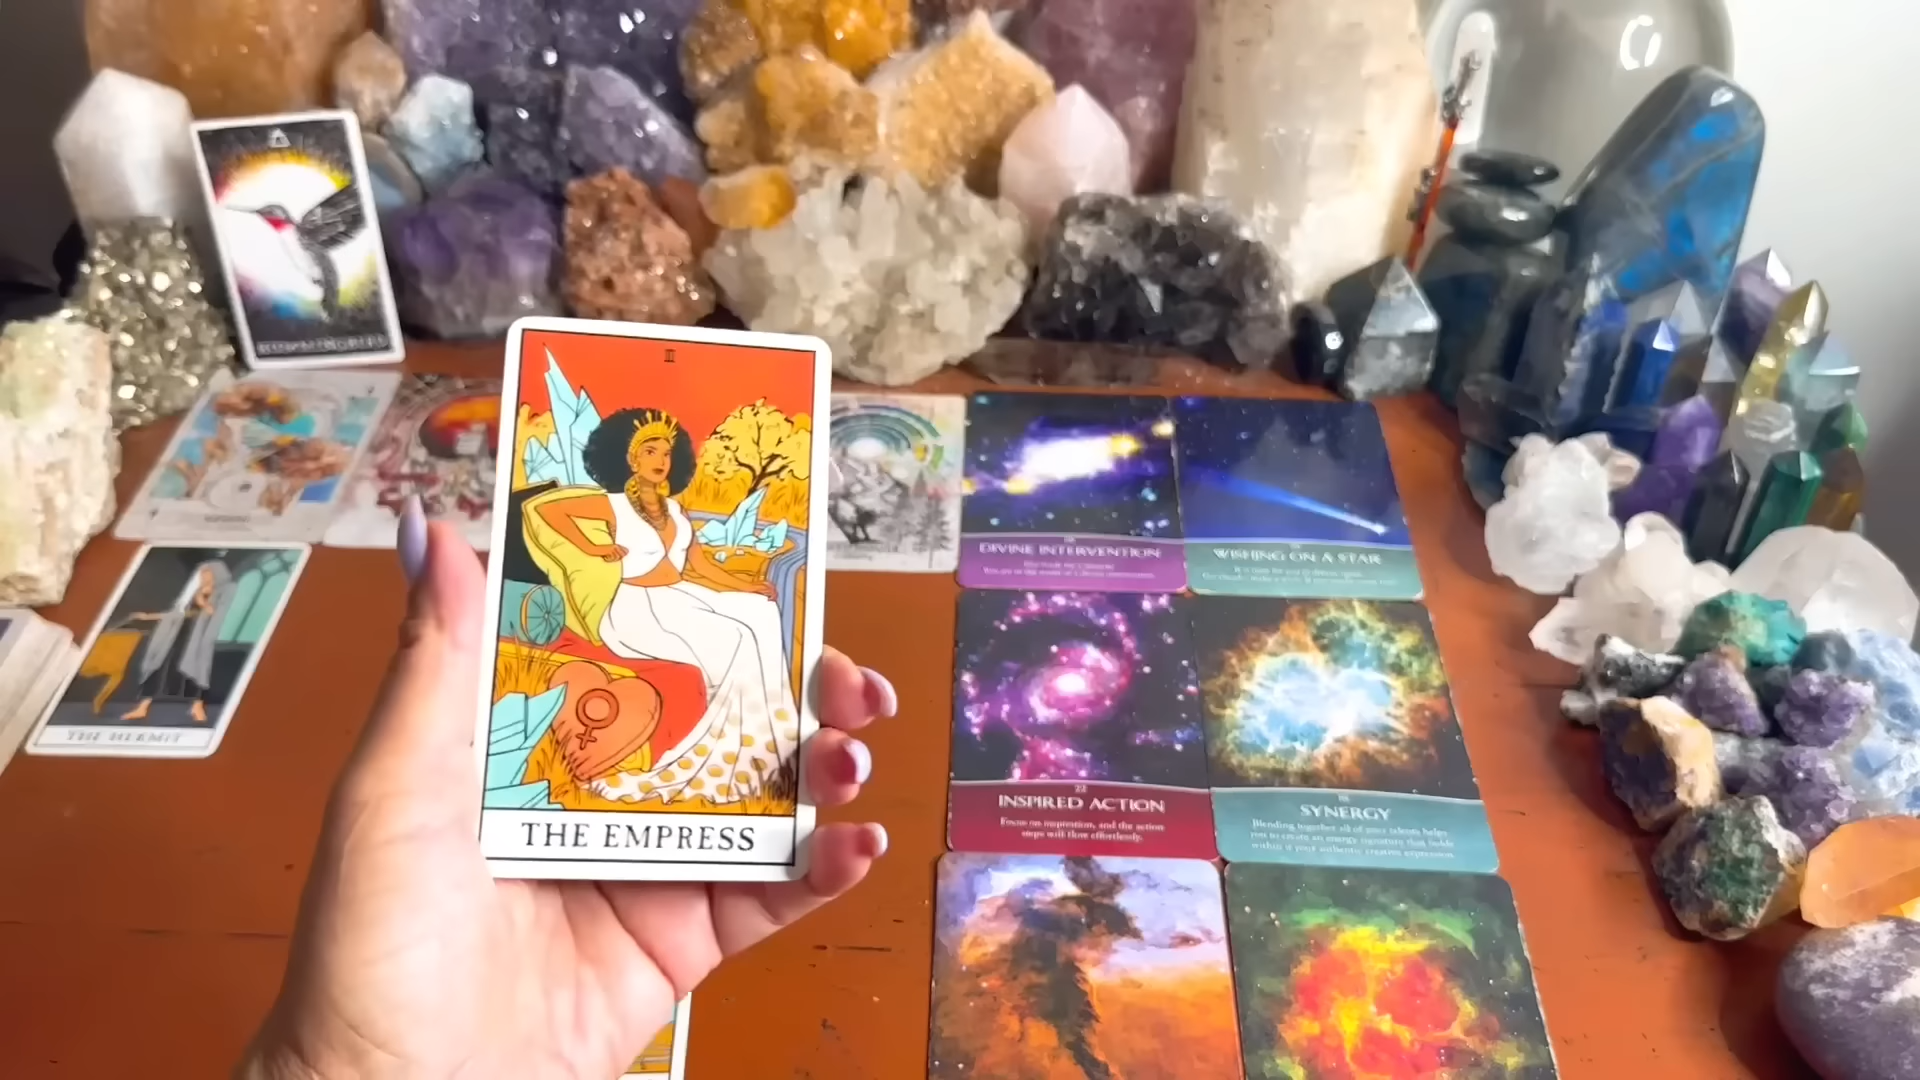 III
THE EMPRESS
THE HERMIT
DIVINE INTERVENTION
WISHING ON A STAR
22
INSPIRED ACTION
Focus on inspiration, and the action
steps will flow effortlessly.
SYNERGY
Blending together all of your talents helps
you to create an energy signature that holds
within it your authentic creative expression.